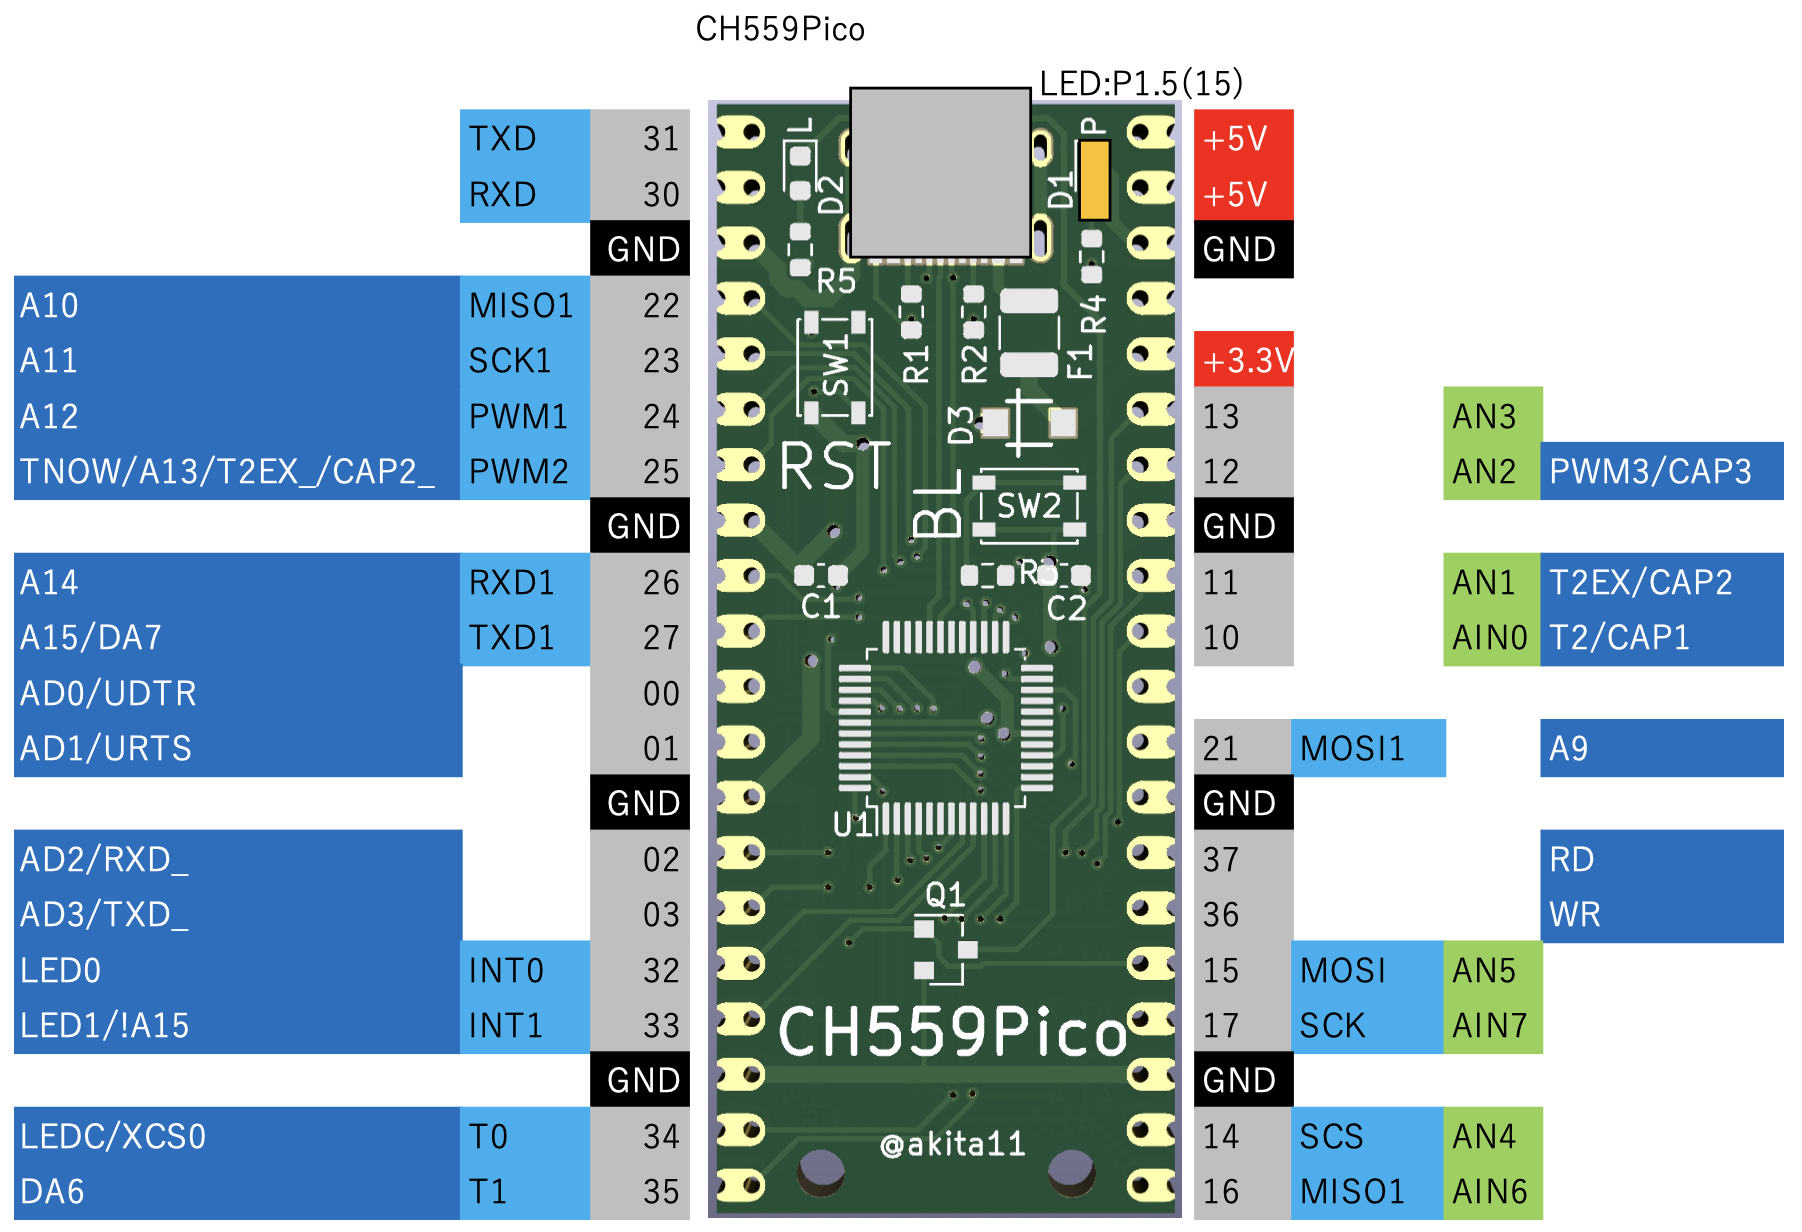 CH559Pico
LED:P1.5(15)
TXD 31 +5V
RXD 30 +5V
GND GND
A10 MISO1 22
A11 SCK1 23 +3.3V
A12 PWM1 24 13 AN3
TNOW/A13/T2EX_/CAP2_ PWM2 25 12 AN2 PWM3/CAP3
GND GND
A14 RXD1 26 11 AN1 T2EX/CAP2
A15/DA7 TXD1 27 10 AIN0 T2/CAP1
AD0/UDTR 00
AD1/URTS 01 21 MOSI1 A9
GND GND
AD2/RXD_ 02 37 RD
AD3/TXD_ 03 36 WR
LED0 INT0 32 15 MOSI AN5
LED1/!A15 INT1 33 17 SCK AIN7
GND GND
LEDC/XCS0 T0 34 14 SCS AN4
DA6 T1 35 16 MISO1 AIN6
L
P
D2
D1
R5
R4
SW1
R1
R2
F1
D3
RST
BL
SW2
C1
R3
C2
U1
Q1
CH559Pico
@akita11